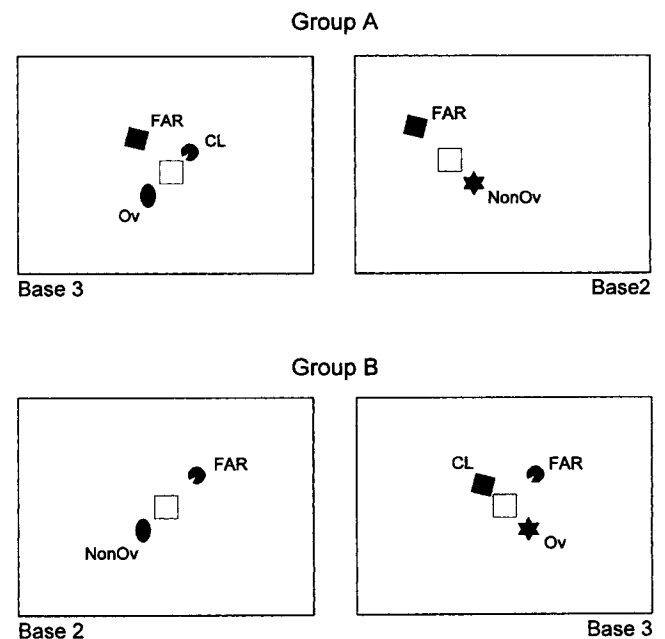 Group A
FAR
CL
Ov
Base 3
FAR
NonOv
Base2
Group B
FAR
NonOv
Base 2
CL
FAR
Ov
Base 3